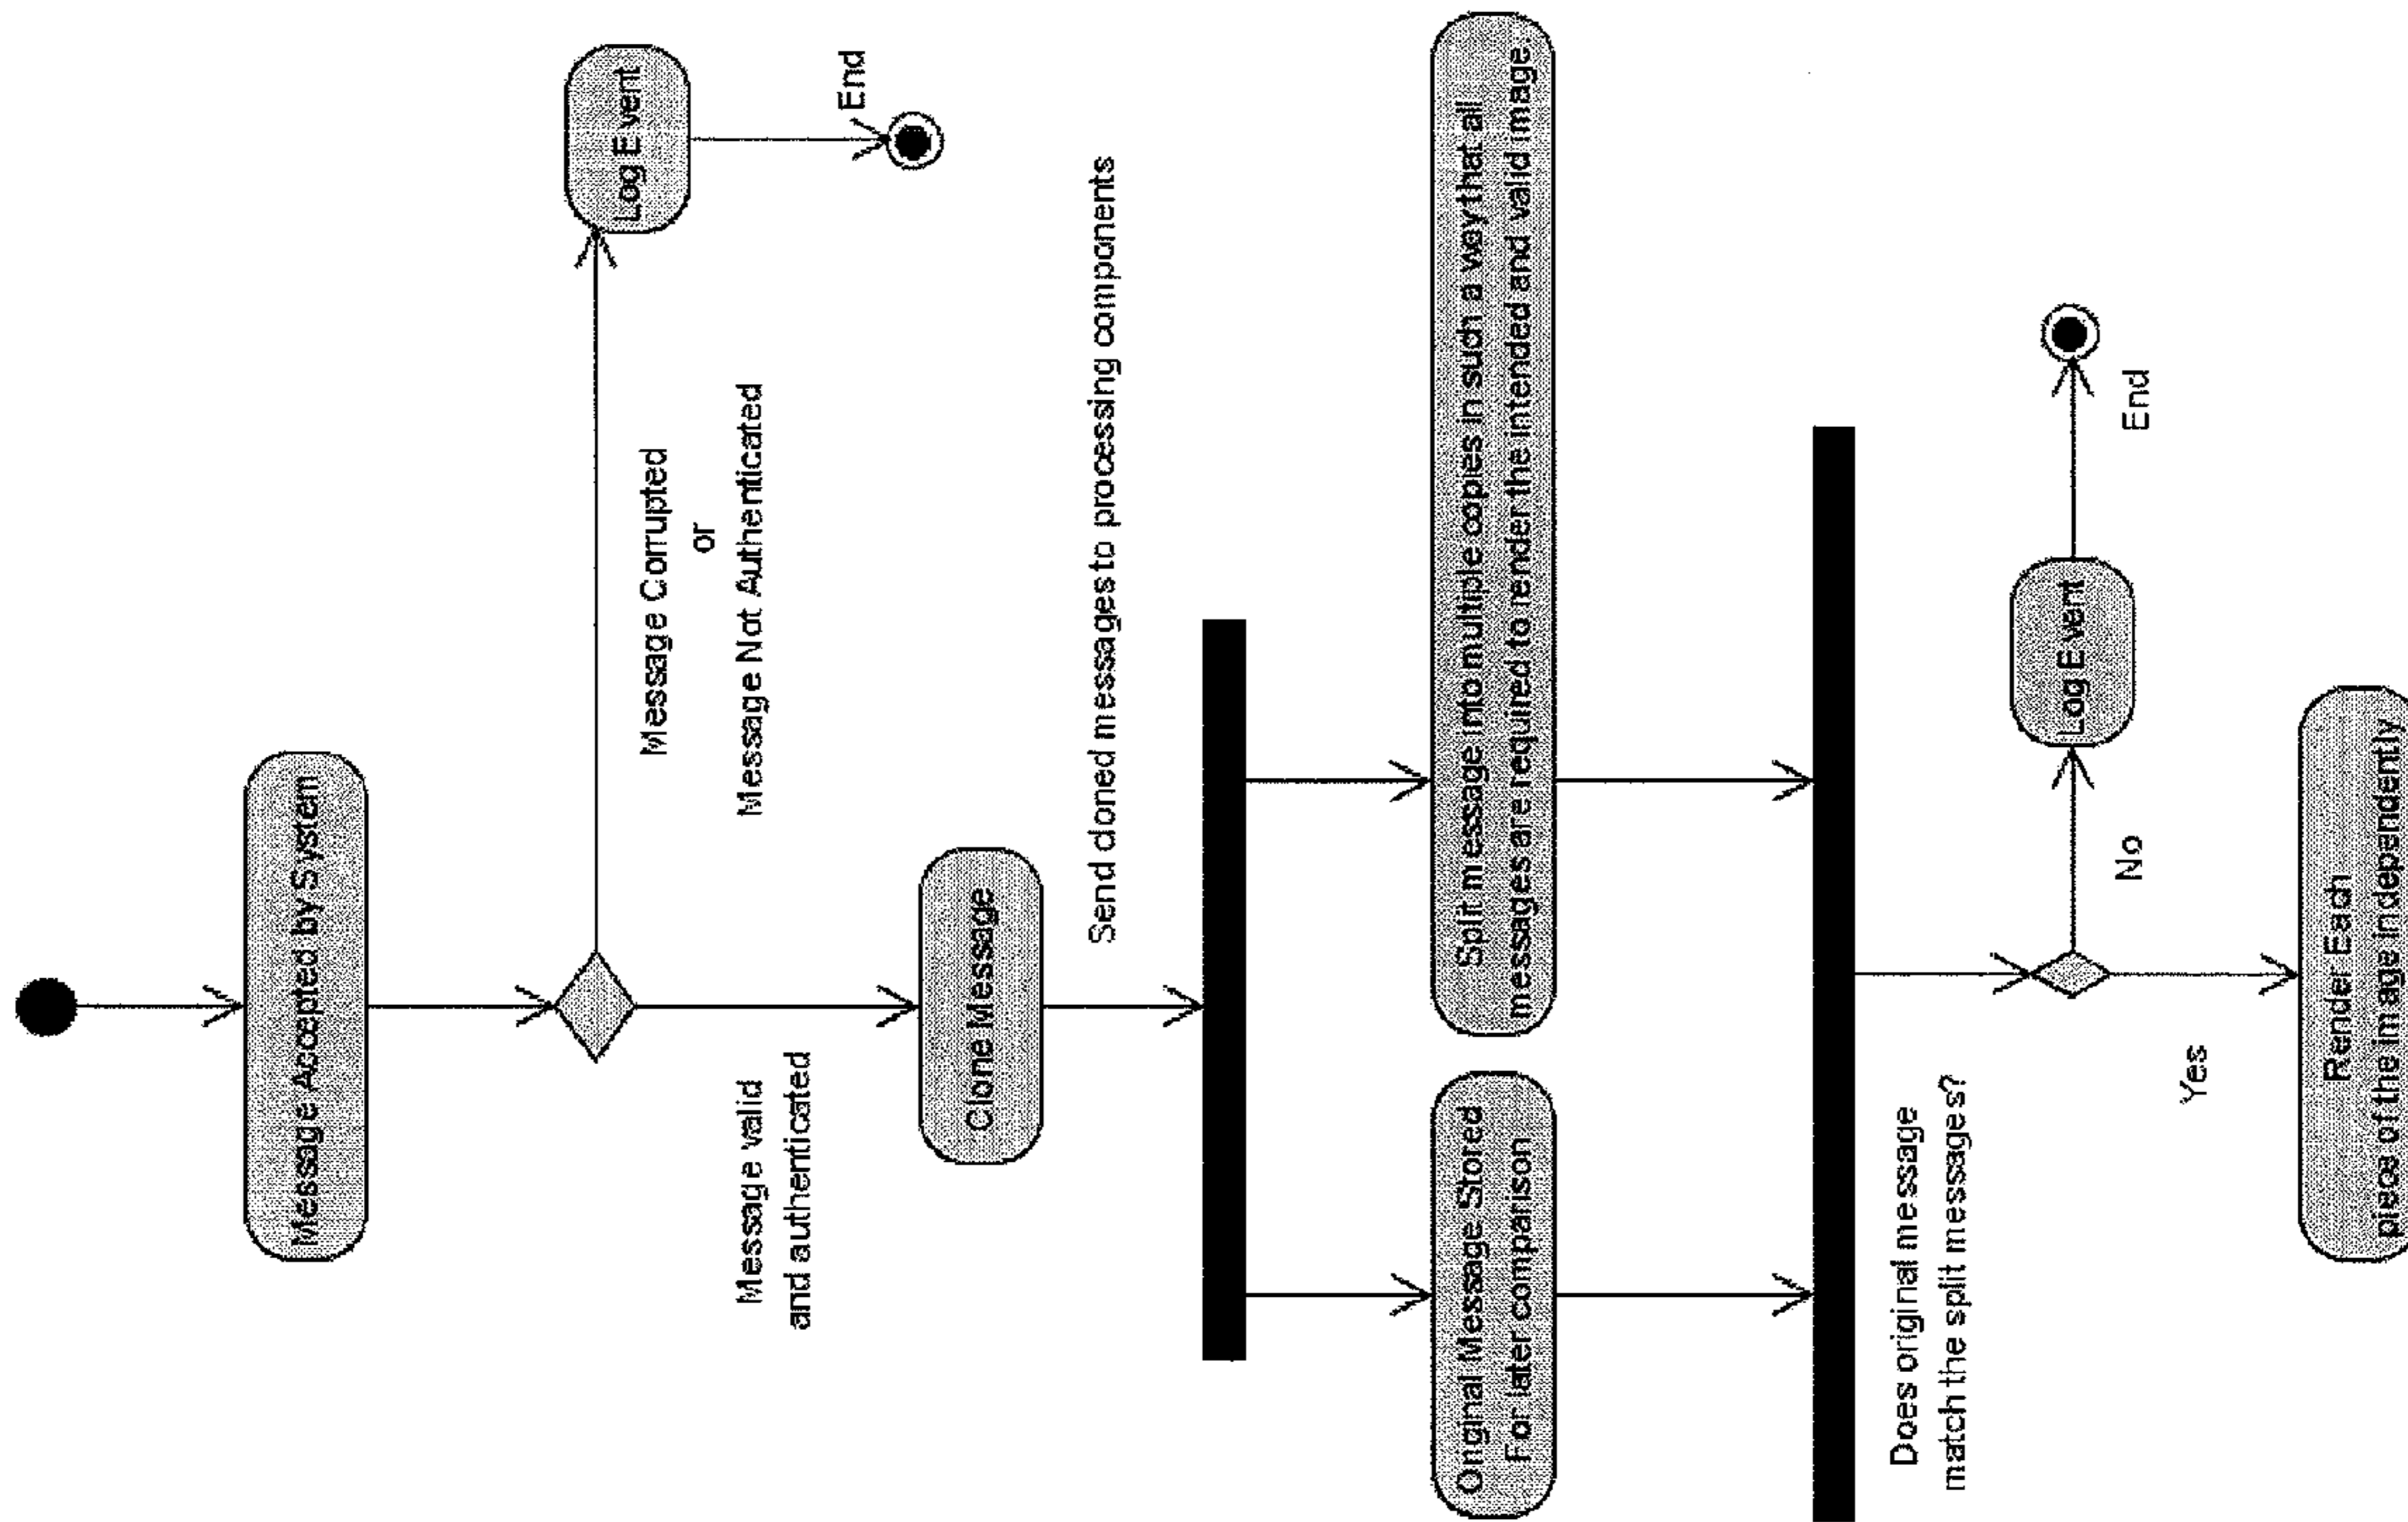 Message Accepted by System
Message Corrupted
or
Message Not Authenticated
Log Event
End
Message valid
and authenticated
Clone Message
Send cloned messages to processing components
Original Message Stored
For later comparison
Split message into multiple copies in such a way that all
messages are required to render the intended and valid image.
Does original message
match the split messages?
No
Log Event
End
Yes
Render Each
piece of the image independently